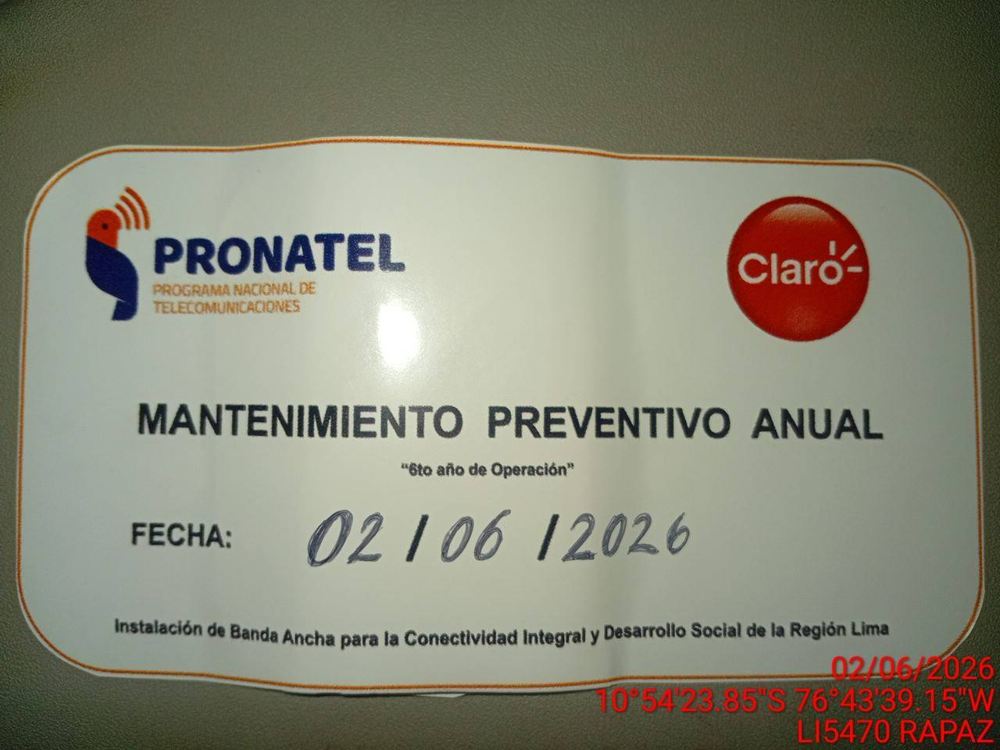 PRONATEL
PROGRAMA NACIONAL DE
TELECOMUNICACIONES
Claro
MANTENIMIENTO PREVENTIVO ANUAL
“6to año de Operación”
FECHA: 02 / 06 / 2026
Instalación de Banda Ancha para la Conectividad Integral y Desarrollo Social de la Región Lima
02/06/2026
10°54'23.85"S 76°43'39.15"W
LI5470 RAPAZ